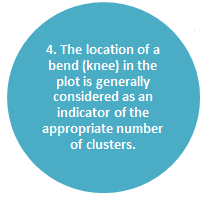 4. The location of a
bend (knee) in the
plot is generally
considered as an
indicator of the
appropriate number
of clusters.